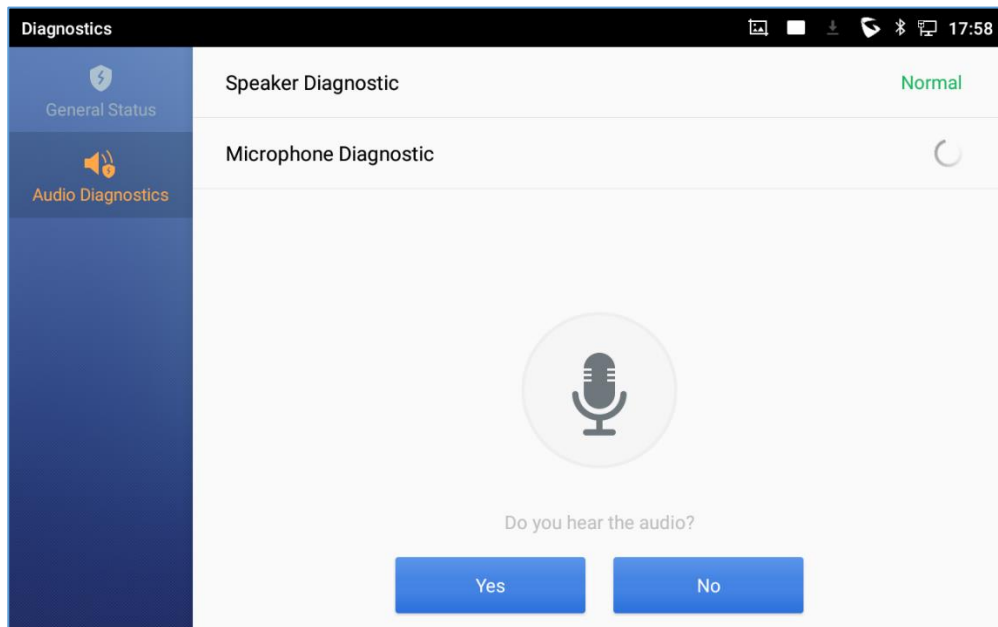 Diagnostics
17:58
General Status
Audio Diagnostics
Speaker Diagnostic
Normal
Microphone Diagnostic
Do you hear the audio?
Yes
No